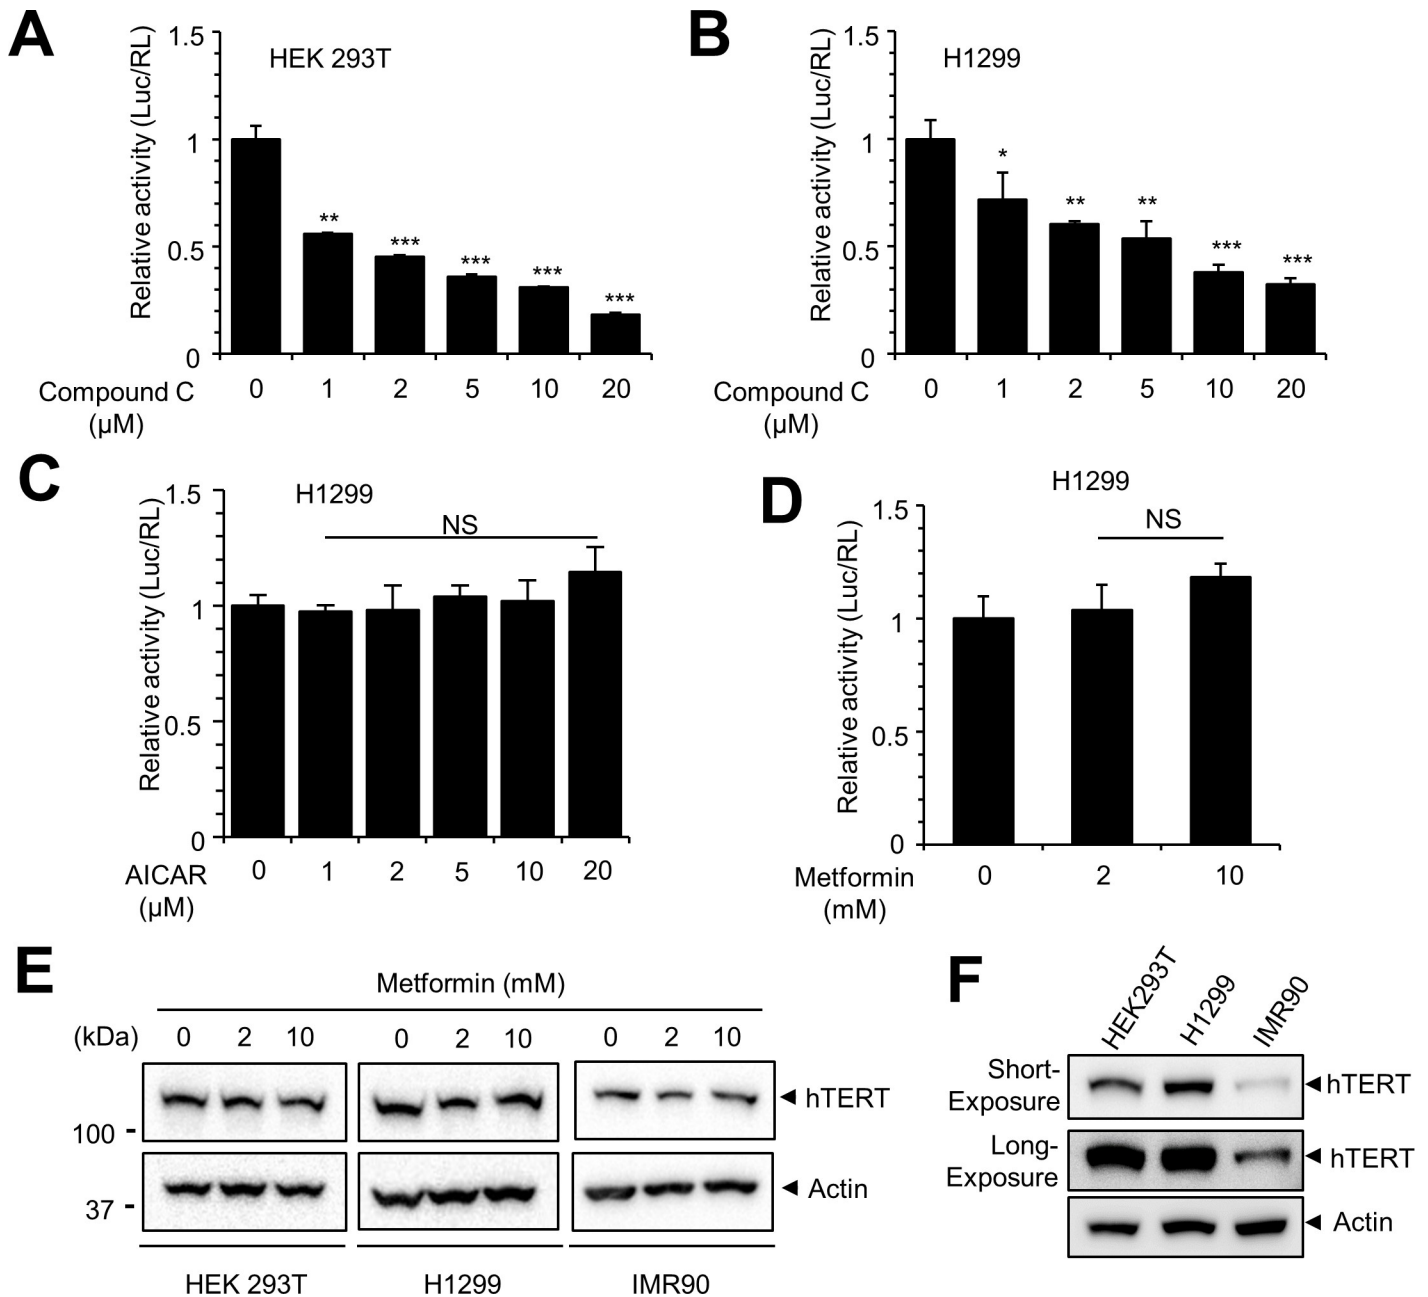 A
HEK 293T
Relative activity (Luc/RL)
1.5
1
0.5
0
** *** *** *** ***
0 1 2 5 10 20
Compound C
(µM)
B
H1299
Relative activity (Luc/RL)
1.5
1
0.5
0
* ** ** *** ***
0 1 2 5 10 20
Compound C
(µM)
C
H1299
Relative activity (Luc/RL)
1.5
1
0.5
0
NS
0 1 2 5 10 20
AICAR
(µM)
D
H1299
Relative activity (Luc/RL)
1.5
1
0.5
0
NS
0 2 10
Metformin
(mM)
E
Metformin (mM)
(kDa) 0 2 10 0 2 10 0 2 10
hTERT
100 -
Actin
37 -
HEK 293T H1299 IMR90
F
HEK293T H1299 IMR90
Short-
Exposure
hTERT
Long-
Exposure
hTERT
Actin